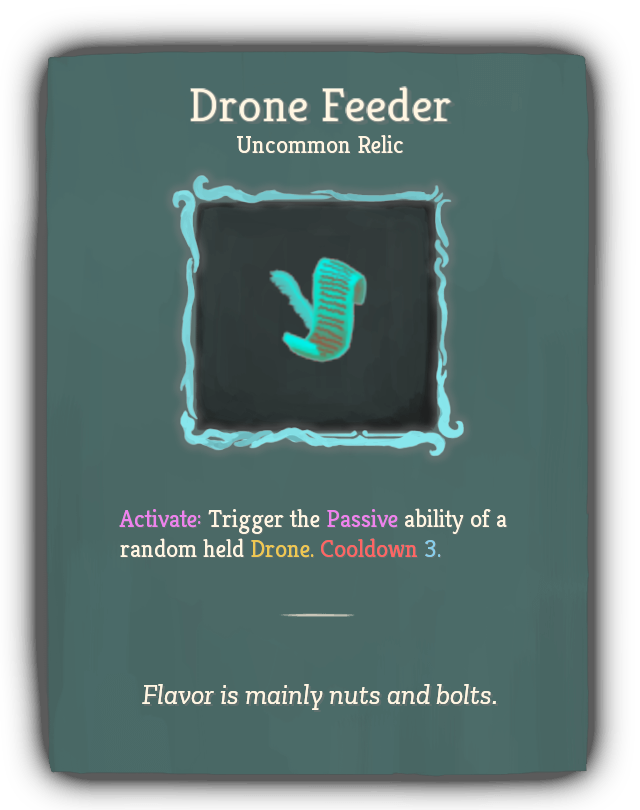 Drone Feeder
Uncommon Relic
Activate: Trigger the Passive ability of a
random held Drone. Cooldown 3.
Flavor is mainly nuts and bolts.